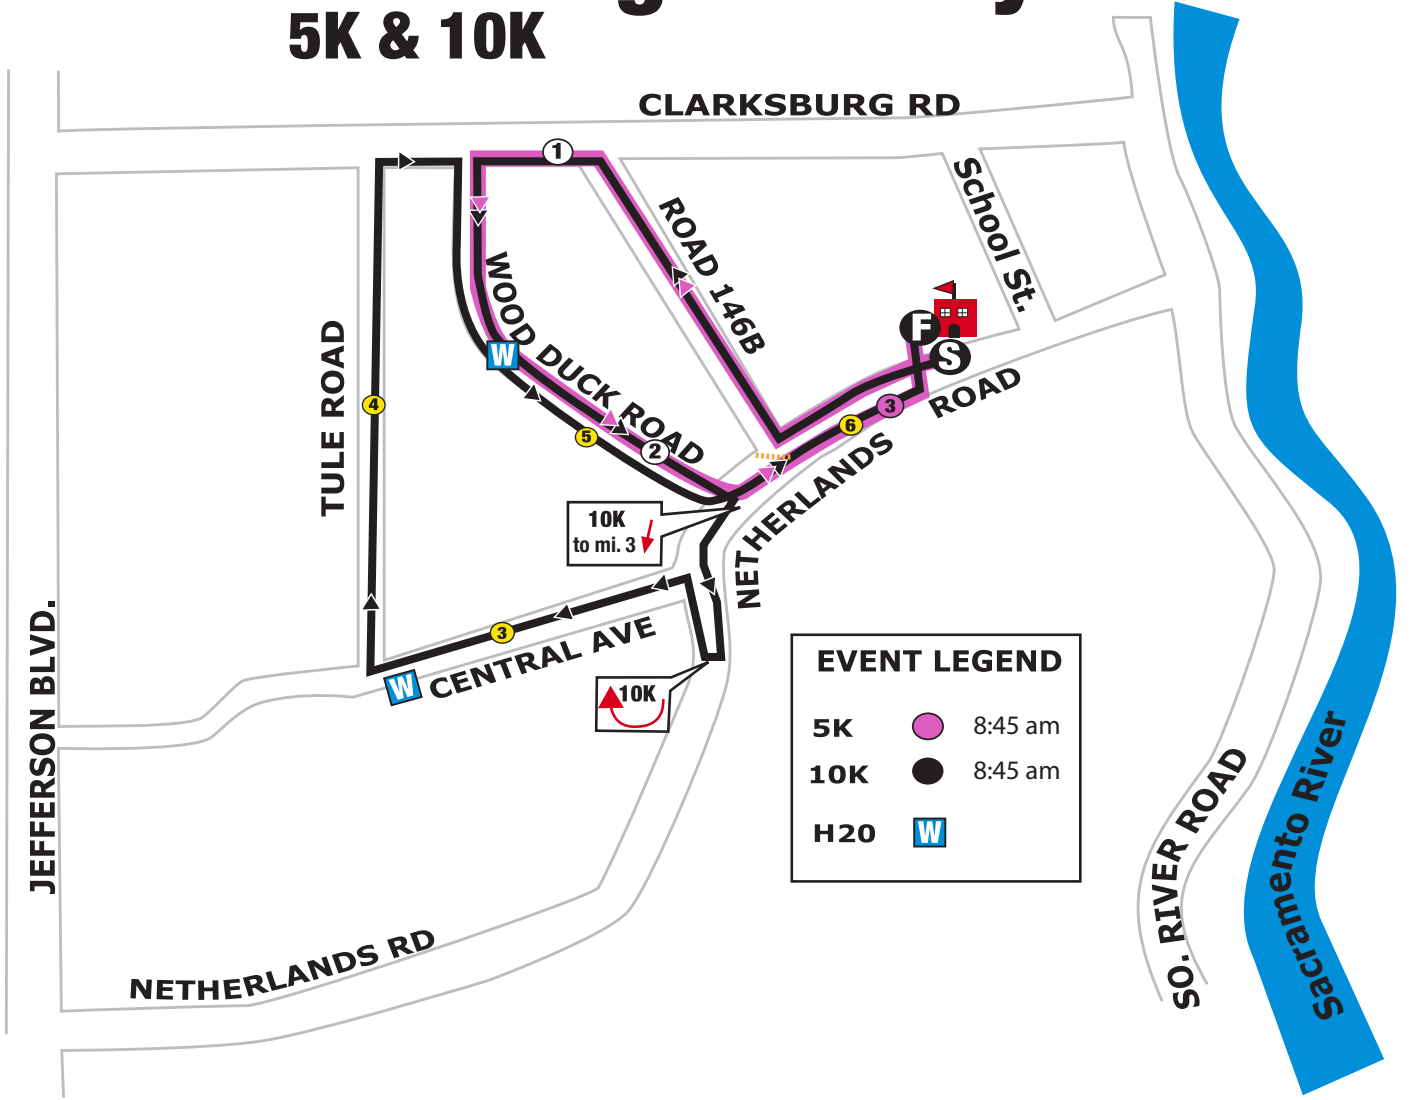 5K & 10K
CLARKSBURG RD
1
School St.
ROAD 146B
WOOD DUCK ROAD
TULE ROAD
F
S
W
4
3
6
5
2
NETHERLANDS ROAD
10K
to mi. 3
3
CENTRAL AVE
W
10K
JEFFERSON BLVD.
EVENT LEGEND
5K 8:45 am
10K 8:45 am
H20 W
SO. RIVER ROAD
Sacramento River
NETHERLANDS RD